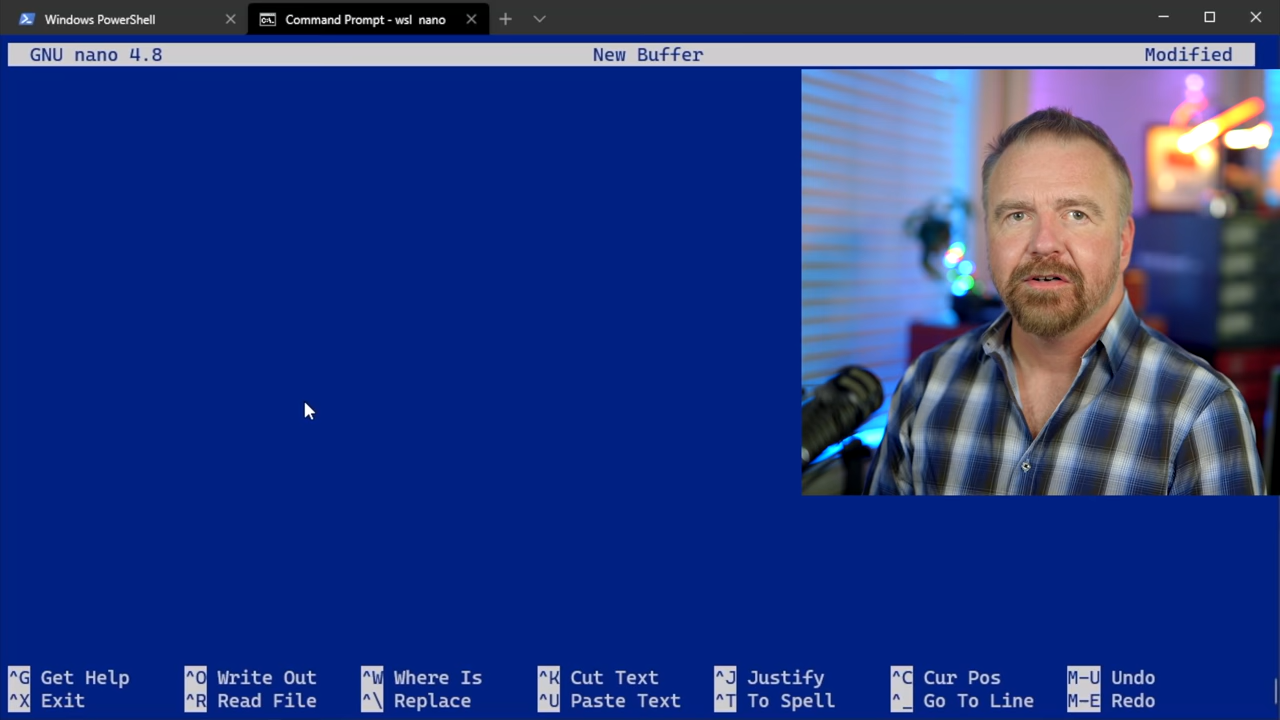 Windows PowerShell
Command Prompt - wsl nano
GNU nano 4.8 New Buffer Modified
^G Get Help ^O Write Out ^W Where Is ^K Cut Text ^J Justify ^C Cur Pos M-U Undo
^X Exit ^R Read File ^\ Replace ^U Paste Text ^T To Spell ^_ Go To Line M-E Redo